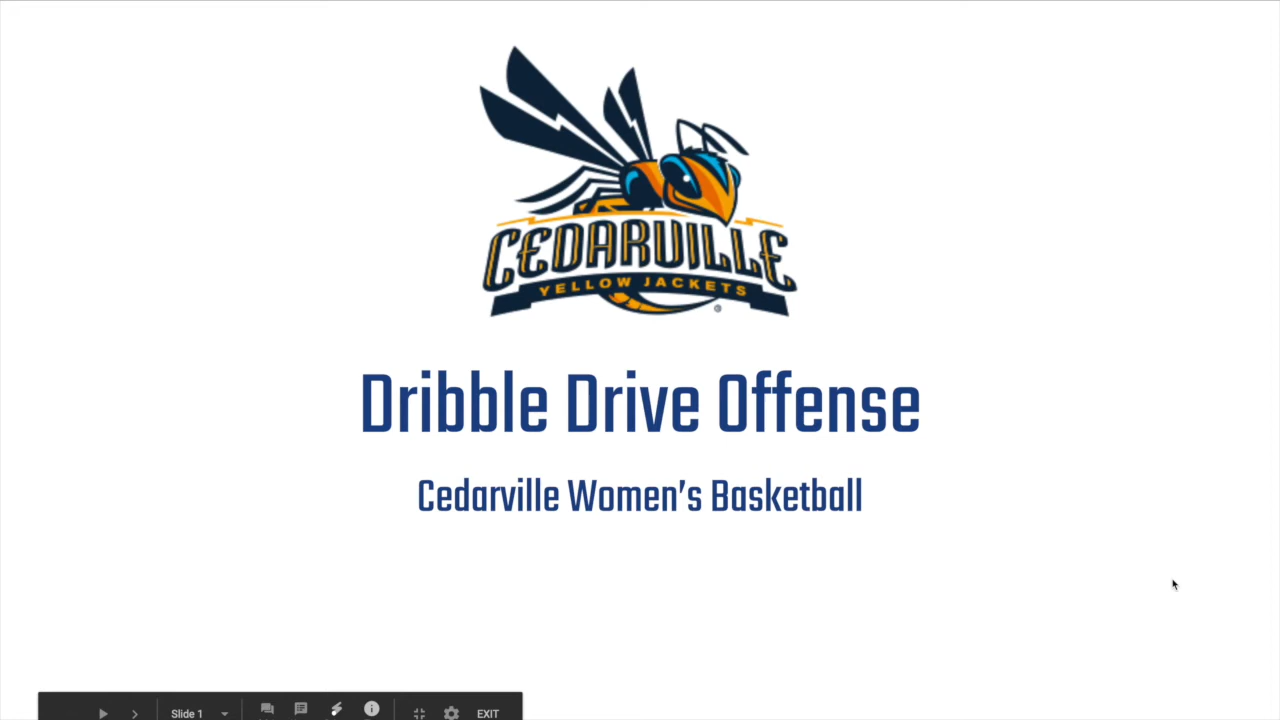 CEDARVILLE
YELLOW JACKETS
®
Dribble Drive Offense
Cedarville Women's Basketball
Slide 1
EXIT